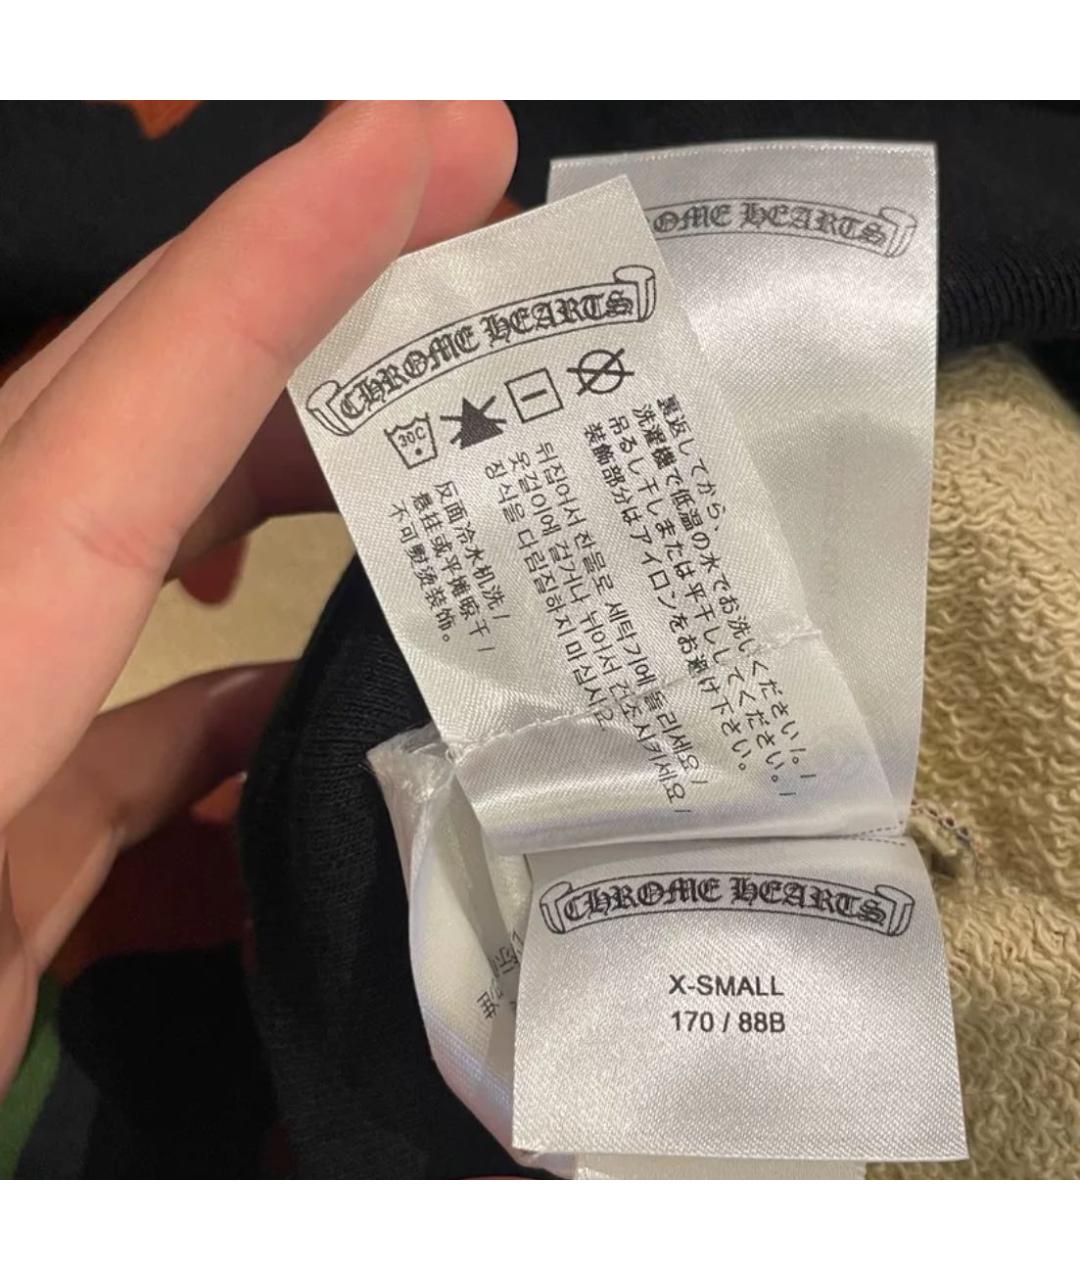 OME HEARTS
CHROME HEARTS
30C
裏返してから、
洗濯機で低温の水でお洗いください/
吊るし干しまたは平干ししてください。/
装飾部分はアイロンをお避け下さい。
뒤집어서 찬물로 세탁기에 돌리세요/
옷걸이에 걸거나 뉘어서 건조시키세요/
장식을 다림질하지 마십시요.
反面冷水机洗/
悬挂或平摊晾干/
不可熨烫装饰。
CHROME HEARTS
X-SMALL
170 / 88B